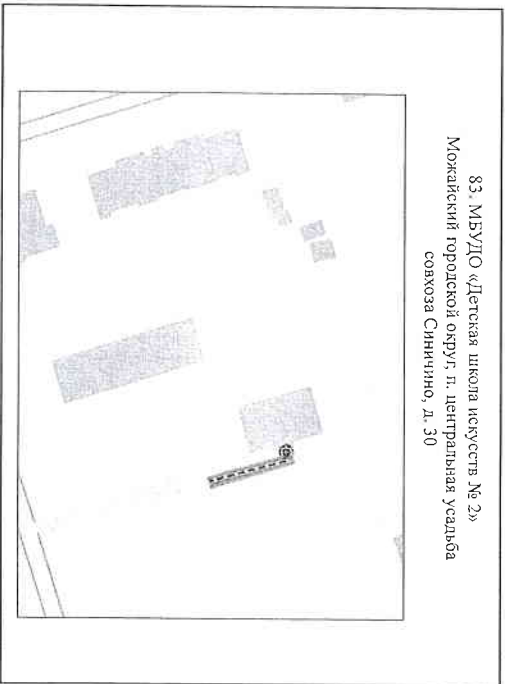 83. МБУДО «Детская школа искусств № 2»
Можайский городской округ, п. центральная усадьба
совхоза Синичино, д. 30